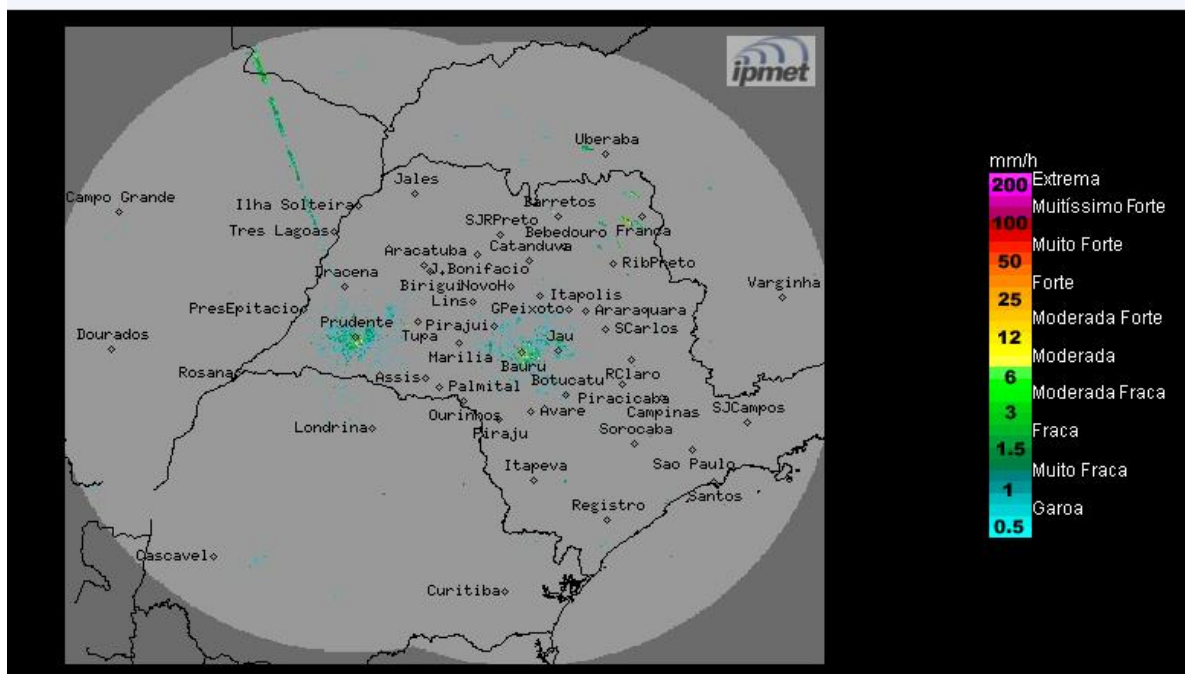 ipmet
Uberaba
Jales
Campo Grande
Ilha Solteira
Barretos
SJRPreto
Tres Lagoas
Bebedouro
Franca
Catanduva
Aracatuba
J.Bonifacio
RibPreto
Dracena
Varginha
Birigui
NovoH
Itapolis
Lins
PresEpitacio
GPeixoto
Araraquara
Prudente
Pirajui
SCarlos
Dourados
Tupa
Jau
Marilia
Bauru
Rosana
Assis
RClaro
Botucatu
Palmital
Piracicaba
Ourinhos
Avare
Campinas
SJCampos
Londrina
Piraju
Sorocaba
Itapeva
Sao Paulo
Santos
Registro
Cascavel
Curitiba
mm/h
200 Extrema
Muitíssimo Forte
100
Muito Forte
50
Forte
25
Moderada Forte
12
Moderada
6
Moderada Fraca
3
Fraca
1.5
Muito Fraca
1
Garoa
0.5